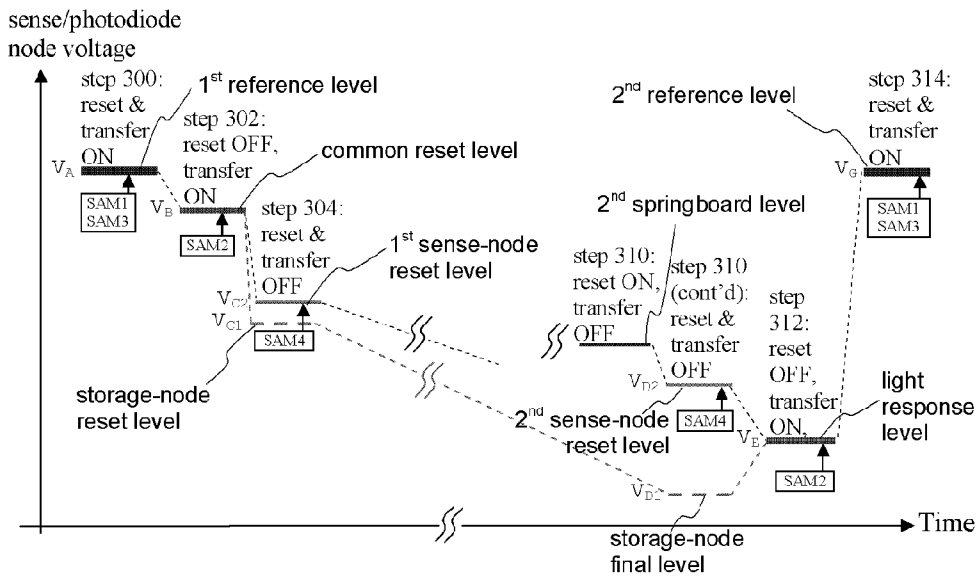 sense/photodiode
node voltage
step 300:
reset &
transfer
ON
1st reference level
step 302:
reset OFF,
transfer
ON
common reset level
step 304:
reset &
transfer
OFF
1st sense-node
reset level
VA
SAM1
SAM3
VB
SAM2
VC2
VC1
SAM4
storage-node
reset level
2nd reference level
step 314:
reset &
transfer
ON
VG
SAM1
SAM3
2nd springboard level
step 310:
reset ON,
transfer
OFF
step 310
(cont'd):
reset &
transfer
OFF
step
312:
reset
OFF,
transfer
ON,
light
response
level
VD2
SAM4
2nd sense-node
reset level
VE
SAM2
VD1
storage-node
final level
Time